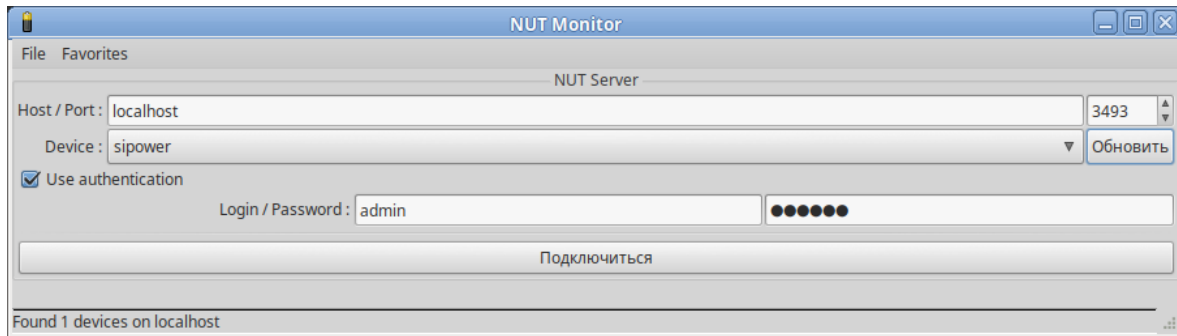 NUT Monitor
File Favorites
NUT Server
Host / Port : localhost 3493
Device : sipower Обновить
Use authentication
Login / Password : admin ●●●●●●
Подключиться
Found 1 devices on localhost